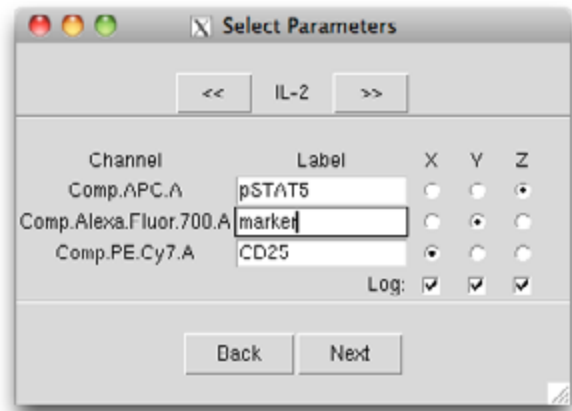 X Select Parameters
<< IL-2 >>
Channel Label X Y Z
Comp.APC.A pSTAT5
Comp.Alexa.Fluor.700.A marker
Comp.PE.Cy7.A CD25
Log:
Back Next